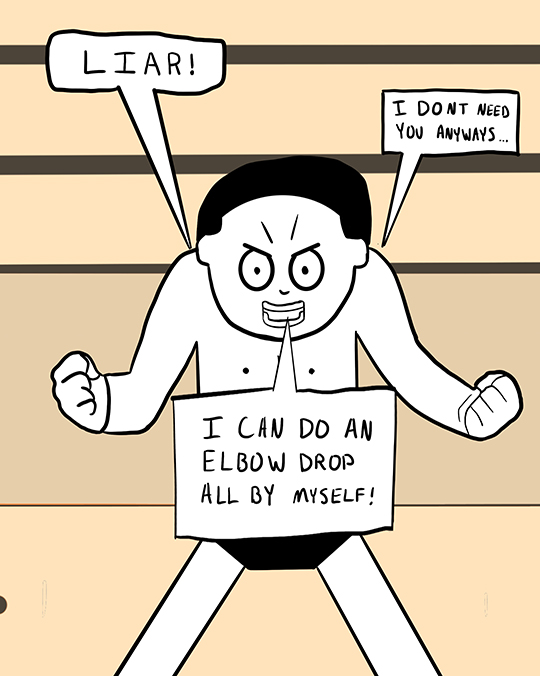 LIAR!
I DONT NEED
YOU ANYWAYS...
I CAN DO AN
ELBOW DROP
ALL BY MYSELF!